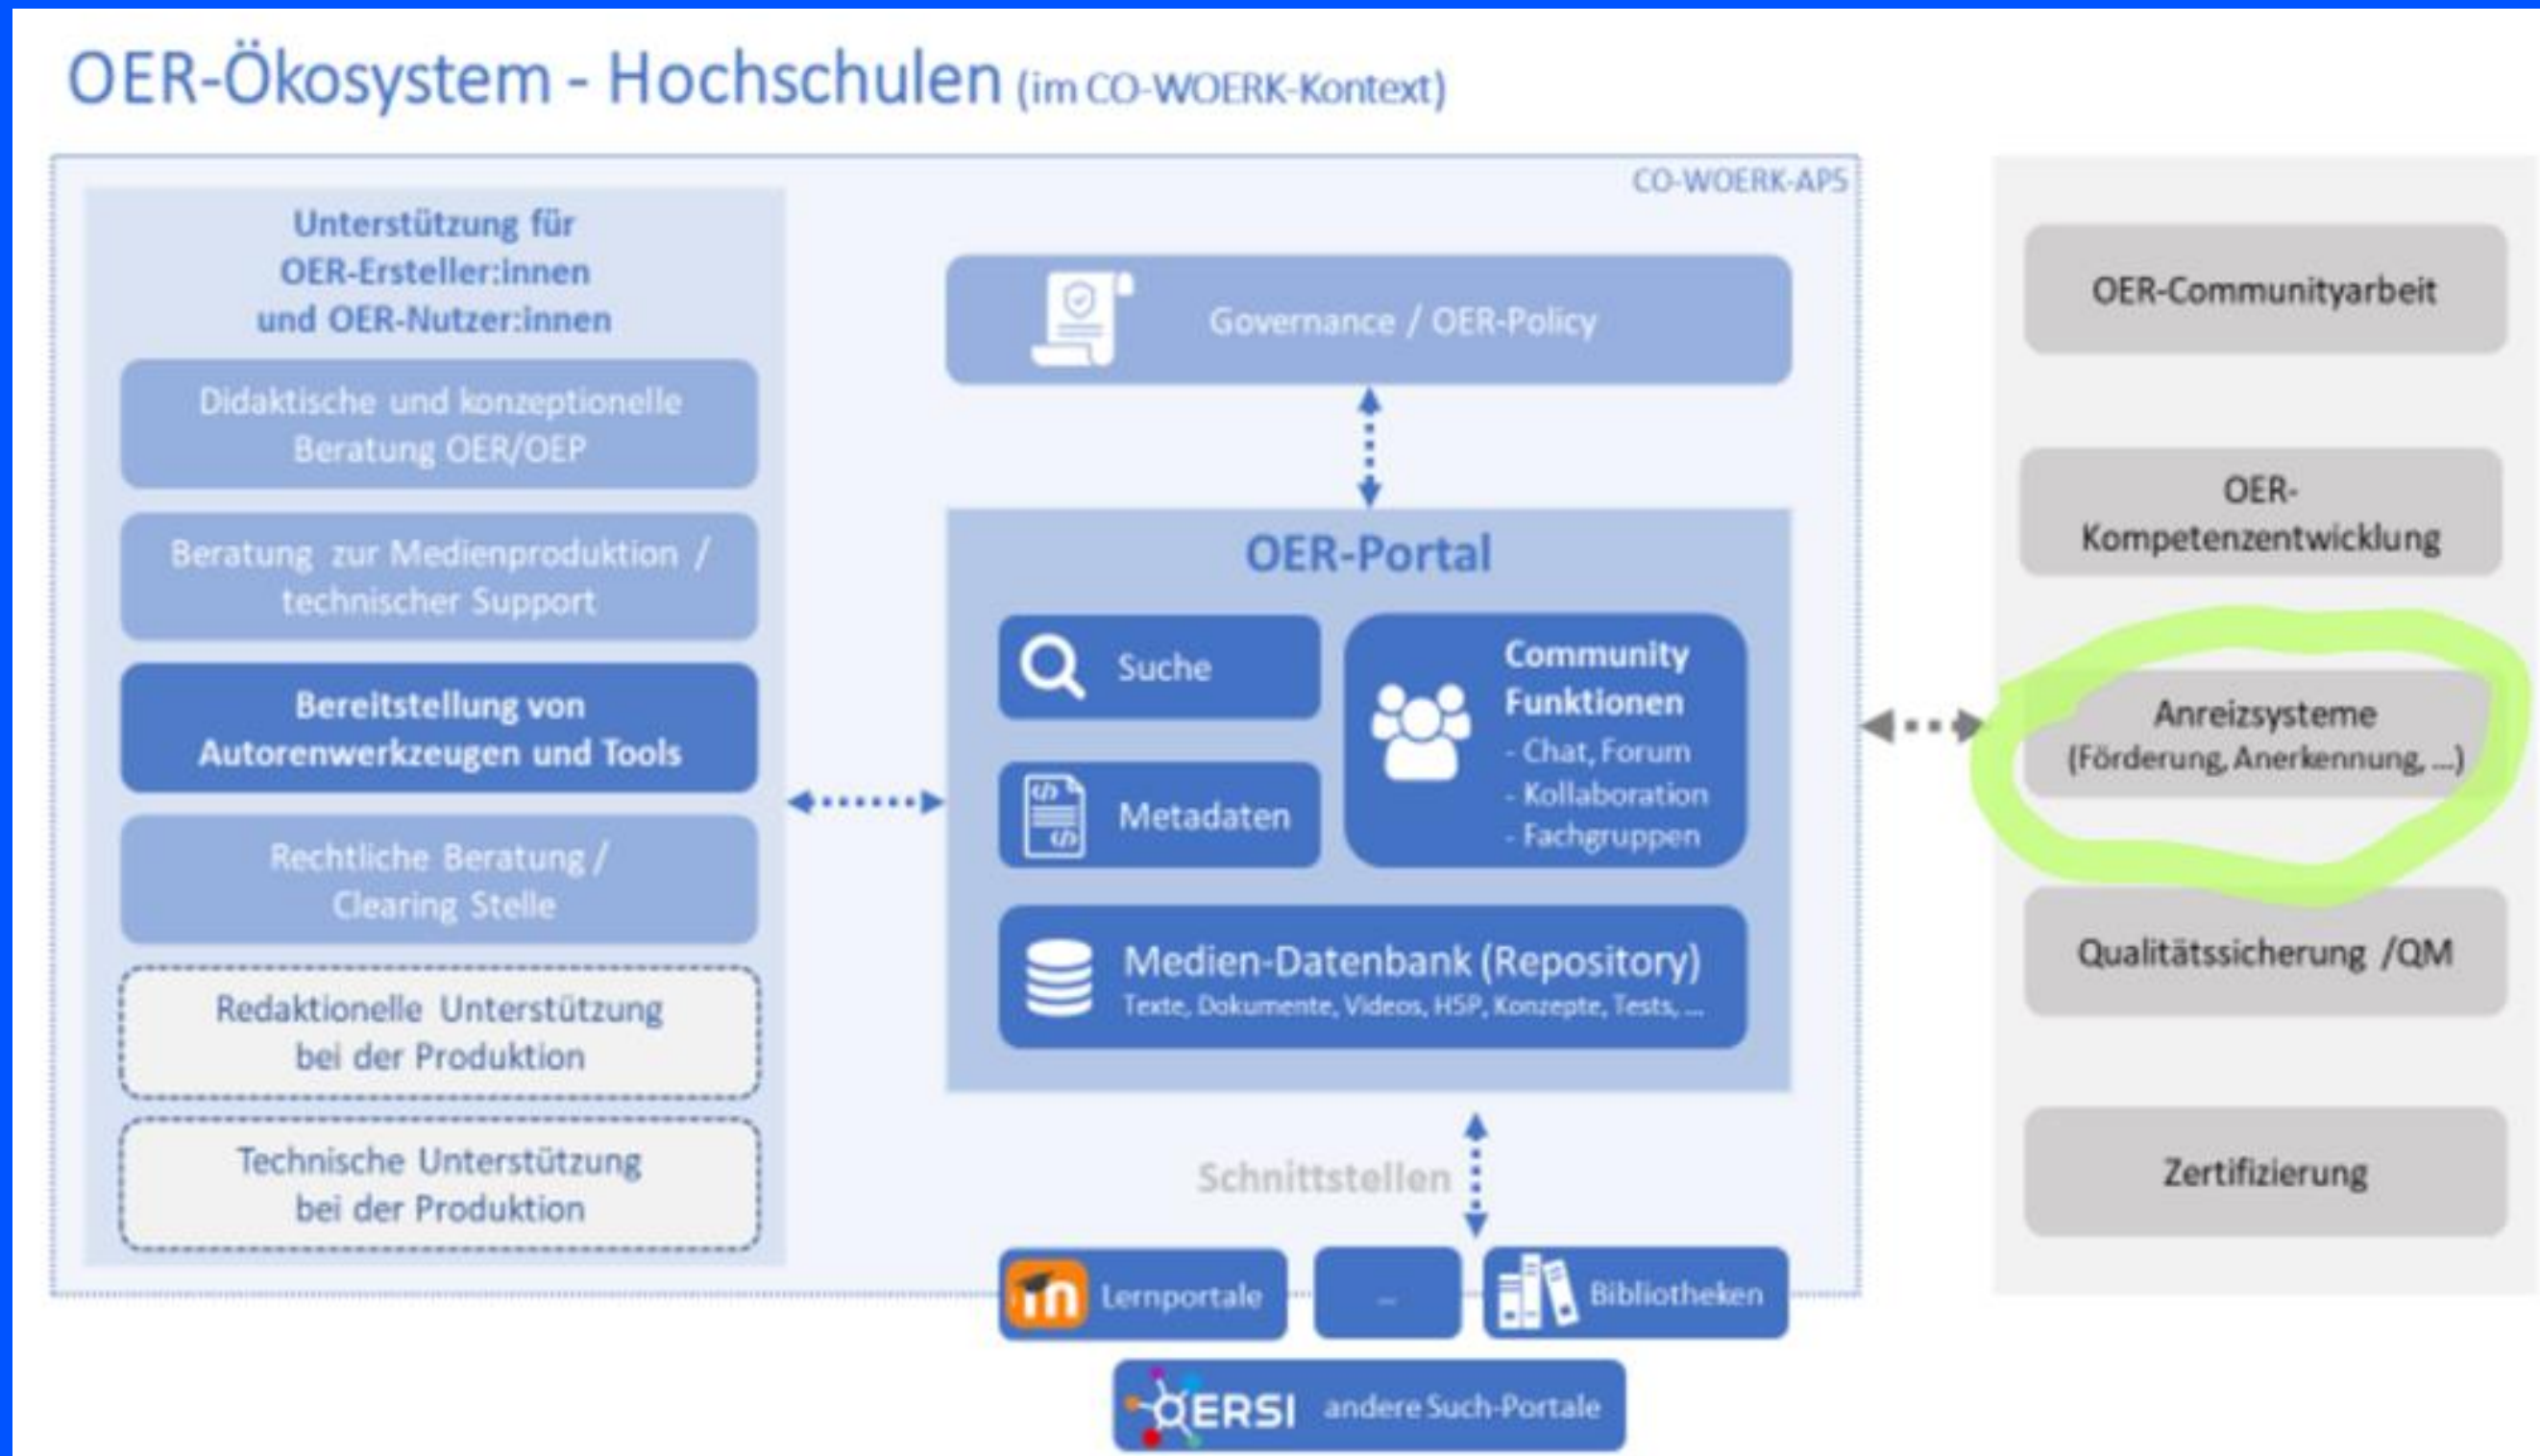 OER-Ökosystem - Hochschulen (im CO-WOERK-Kontext)
CO-WOERK-AP5
Unterstützung für
OER-Ersteller:innen
und OER-Nutzer:innen
Didaktische und konzeptionelle
Beratung OER/OEP
Beratung zur Medienproduktion /
technischer Support
Bereitstellung von
Autorenwerkzeugen und Tools
Rechtliche Beratung /
Clearing Stelle
Redaktionelle Unterstützung
bei der Produktion
Technische Unterstützung
bei der Produktion
Governance / OER-Policy
OER-Portal
Suche
Metadaten
Community
Funktionen
- Chat, Forum
- Kollaboration
- Fachgruppen
Medien-Datenbank (Repository)
Texte, Dokumente, Videos, H5P, Konzepte, Tests, ...
Schnittstellen
Lernportale
...
Bibliotheken
OERSI andere Such-Portale
OER-Communityarbeit
OER-
Kompetenzentwicklung
Anreizsysteme
(Förderung, Anerkennung, ...)
Qualitätssicherung /QM
Zertifizierung